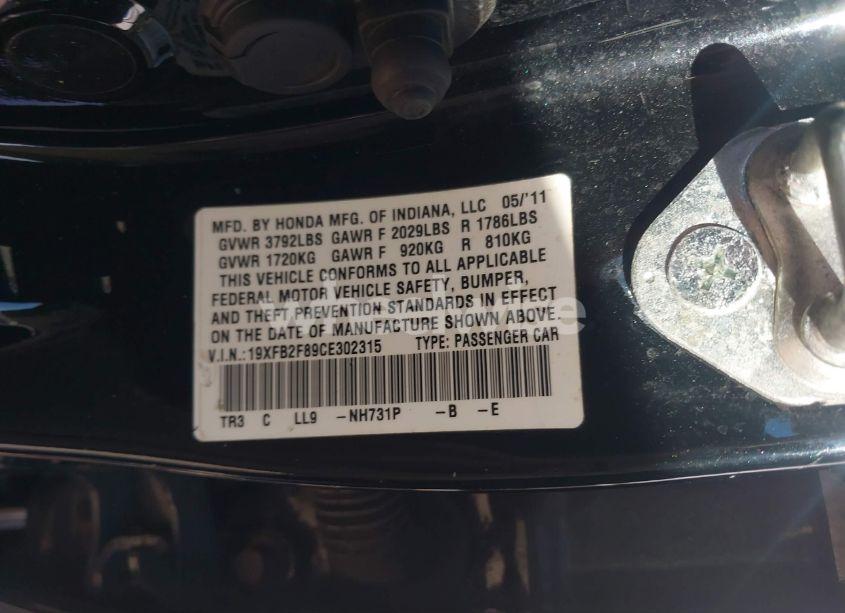 MFD. BY HONDA MFG. OF INDIANA, LLC 05/'11
GVWR 3792LBS GAWR F 2029LBS R 1786LBS
GVWR 1720KG GAWR F 920KG R 810KG
THIS VEHICLE CONFORMS TO ALL APPLICABLE
FEDERAL MOTOR VEHICLE SAFETY, BUMPER,
AND THEFT PREVENTION STANDARDS IN EFFECT
ON THE DATE OF MANUFACTURE SHOWN ABOVE.
V.I.N.:19XFB2F89CE302315 TYPE: PASSENGER CAR
TR3 C LL9 -NH731P -B -E